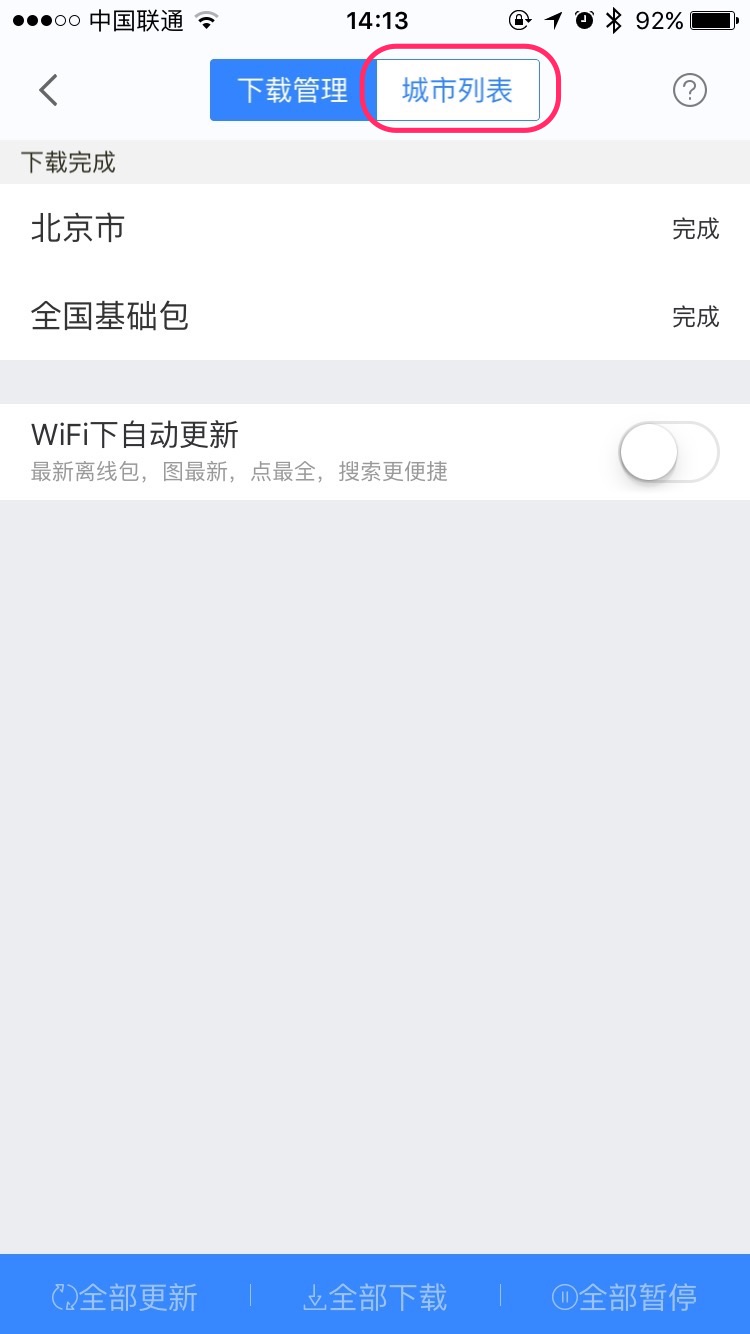 中国联通 14:13 92%
下载管理 城市列表 ?
下载完成
北京市 完成
全国基础包 完成
WiFi下自动更新
最新离线包，图最新，点最全，搜索更便捷
全部更新 全部下载 全部暂停